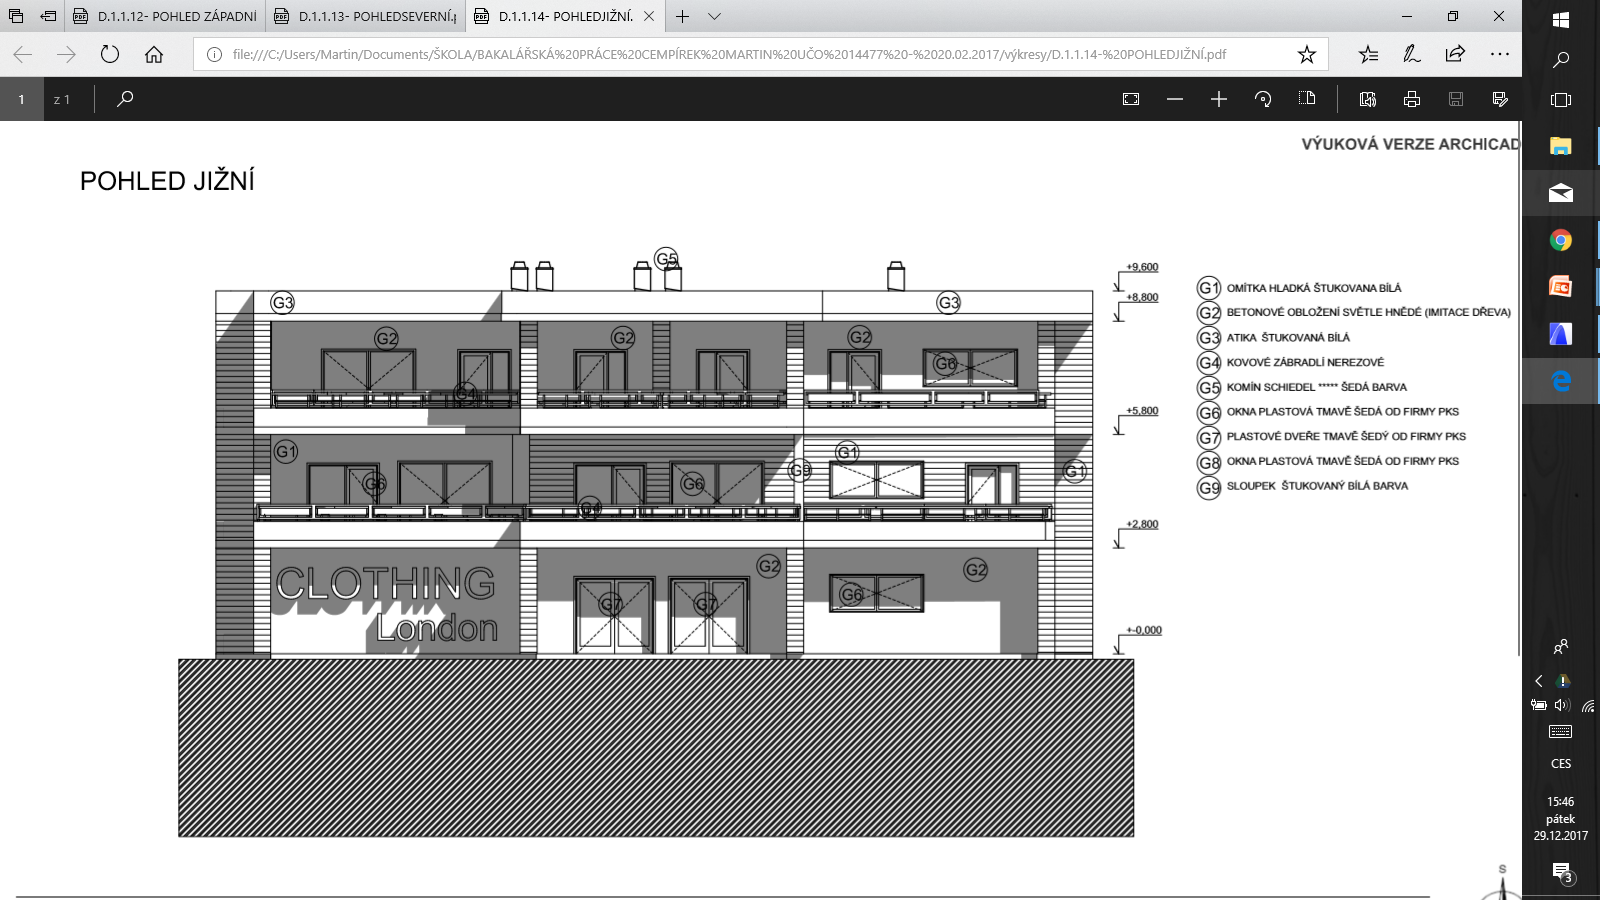 D.1.1.12- POHLED ZÁPADNÍ
D.1.1.13- POHLEDSEVERNÍ.p
D.1.1.14- POHLEDJIŽNÍ.
file:///C:/Users/Martin/Documents/ŠKOLA/BAKALÁŘSKÁ%20PRÁCE%20CEMPÍREK%20MARTIN%20UČO%2014477%20-%2020.02.2017/výkresy/D.1.1.14-%20POHLEDJIŽNÍ.pdf
1 z 1
VÝUKOVÁ VERZE ARCHICAD
POHLED JIŽNÍ
G5
+9,600
G3 G3
+8,800
G2 G2 G2
G6
G4
+5,800
G1 G1
G9 G1
G6 G6
G4
+2,800
G2 G2
CLOTHING
G6
G7 G7
London
+-0,000
G1 OMÍTKA HLADKÁ ŠTUKOVANA BÍLÁ
G2 BETONOVÉ OBLOŽENÍ SVĚTLE HNĚDÉ (IMITACE DŘEVA)
G3 ATIKA ŠTUKOVANÁ BÍLÁ
G4 KOVOVÉ ZÁBRADLÍ NEREZOVÉ
G5 KOMÍN SCHIEDEL ***** ŠEDÁ BARVA
G6 OKNA PLASTOVÁ TMAVĚ ŠEDÁ OD FIRMY PKS
G7 PLASTOVÉ DVEŘE TMAVĚ ŠEDÝ OD FIRMY PKS
G8 OKNA PLASTOVÁ TMAVĚ ŠEDÁ OD FIRMY PKS
G9 SLOUPEK ŠTUKOVANÝ BÍLÁ BARVA
S
CES
15:46
pátek
29.12.2017
3